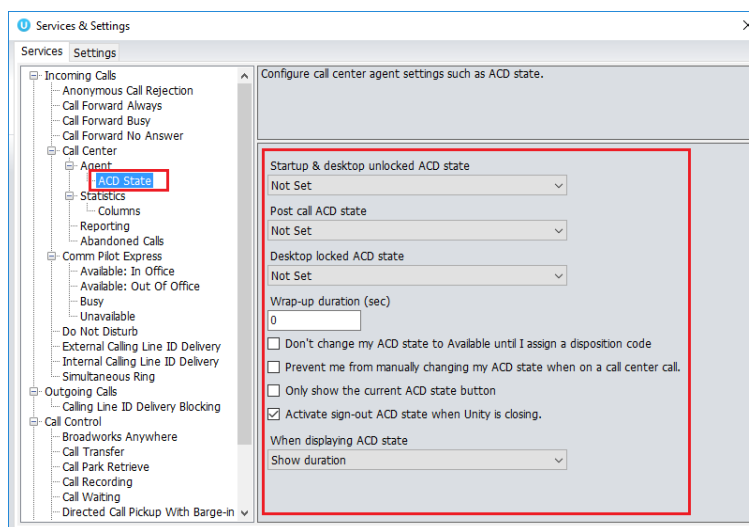 Services & Settings
Services Settings
Incoming Calls
Anonymous Call Rejection
Call Forward Always
Call Forward Busy
Call Forward No Answer
Call Center
Agent
ACD State
Statistics
Columns
Reporting
Abandoned Calls
Comm Pilot Express
Available: In Office
Available: Out Of Office
Busy
Unavailable
Do Not Disturb
External Calling Line ID Delivery
Internal Calling Line ID Delivery
Simultaneous Ring
Outgoing Calls
Calling Line ID Delivery Blocking
Call Control
Broadworks Anywhere
Call Transfer
Call Park Retrieve
Call Recording
Call Waiting
Directed Call Pickup With Barge-in
Configure call center agent settings such as ACD state.
Startup & desktop unlocked ACD state
Not Set
Post call ACD state
Not Set
Desktop locked ACD state
Not Set
Wrap-up duration (sec)
0
Don't change my ACD state to Available until I assign a disposition code
Prevent me from manually changing my ACD state when on a call center call.
Only show the current ACD state button
Activate sign-out ACD state when Unity is closing.
When displaying ACD state
Show duration